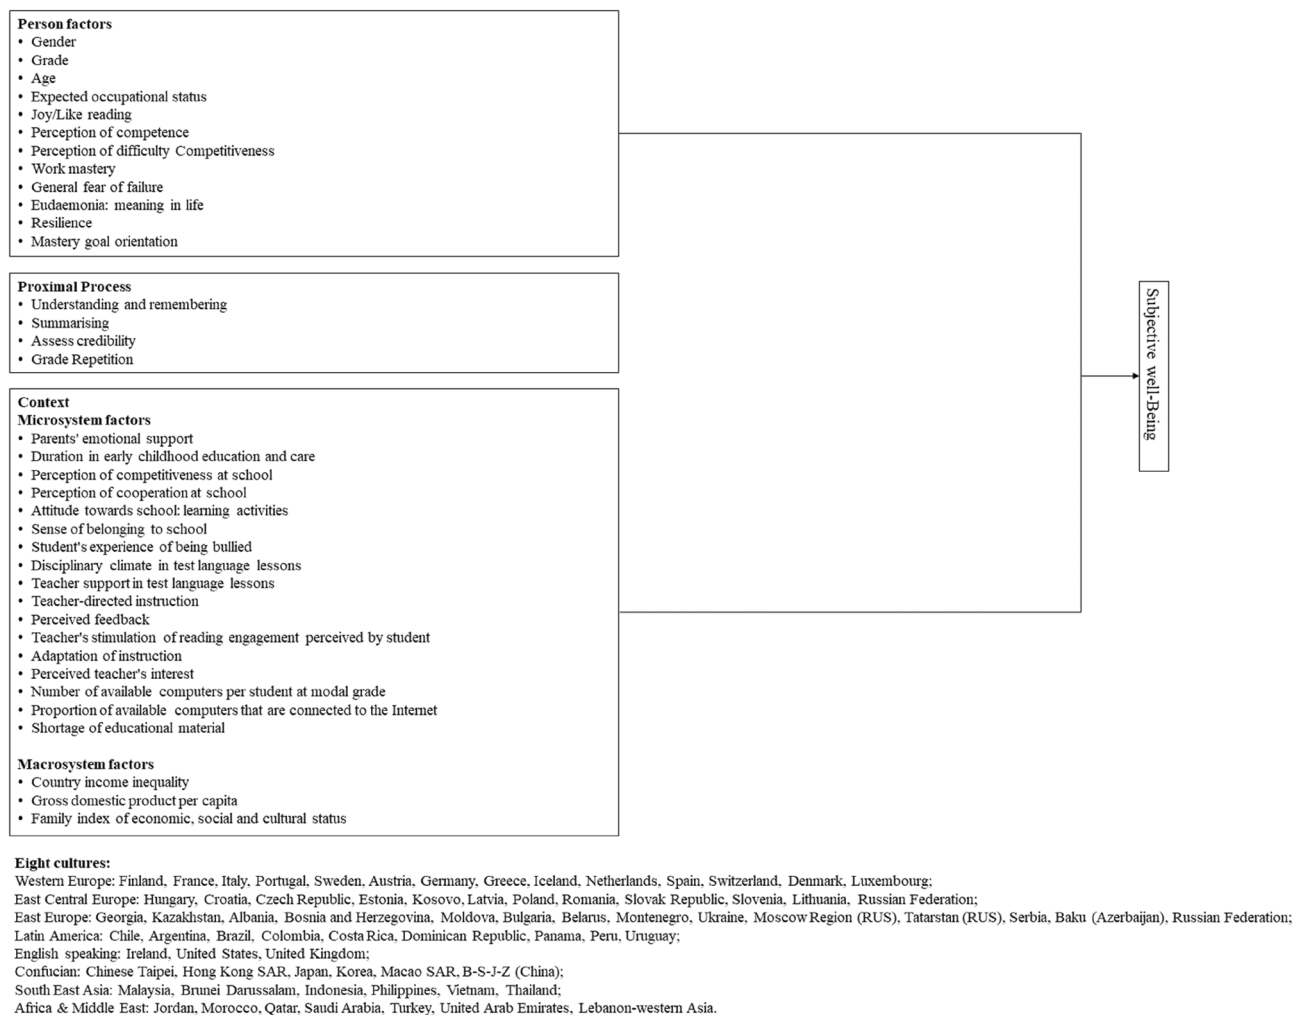 Person factors
• Gender
• Grade
• Age
• Expected occupational status
• Joy/Like reading
• Perception of competence
• Perception of difficulty Competitiveness
• Work mastery
• General fear of failure
• Eudaemonia: meaning in life
• Resilience
• Mastery goal orientation
Proximal Process
• Understanding and remembering
• Summarising
• Assess credibility
• Grade Repetition
Context
Microsystem factors
• Parents' emotional support
• Duration in early childhood education and care
• Perception of competitiveness at school
• Perception of cooperation at school
• Attitude towards school: learning activities
• Sense of belonging to school
• Student's experience of being bullied
• Disciplinary climate in test language lessons
• Teacher support in test language lessons
• Teacher-directed instruction
• Perceived feedback
• Teacher's stimulation of reading engagement perceived by student
• Adaptation of instruction
• Perceived teacher's interest
• Number of available computers per student at modal grade
• Proportion of available computers that are connected to the Internet
• Shortage of educational material
Macrosystem factors
• Country income inequality
• Gross domestic product per capita
• Family index of economic, social and cultural status
Subjective well-Being
Eight cultures:
Western Europe: Finland, France, Italy, Portugal, Sweden, Austria, Germany, Greece, Iceland, Netherlands, Spain, Switzerland, Denmark, Luxembourg;
East Central Europe: Hungary, Croatia, Czech Republic, Estonia, Kosovo, Latvia, Poland, Romania, Slovak Republic, Slovenia, Lithuania, Russian Federation;
East Europe: Georgia, Kazakhstan, Albania, Bosnia and Herzegovina, Moldova, Bulgaria, Belarus, Montenegro, Ukraine, Moscow Region (RUS), Tatarstan (RUS), Serbia, Baku (Azerbaijan), Russian Federation;
Latin America: Chile, Argentina, Brazil, Colombia, Costa Rica, Dominican Republic, Panama, Peru, Uruguay;
English speaking: Ireland, United States, United Kingdom;
Confucian: Chinese Taipei, Hong Kong SAR, Japan, Korea, Macao SAR, B-S-J-Z (China);
South East Asia: Malaysia, Brunei Darussalam, Indonesia, Philippines, Vietnam, Thailand;
Africa & Middle East: Jordan, Morocco, Qatar, Saudi Arabia, Turkey, United Arab Emirates, Lebanon-western Asia.